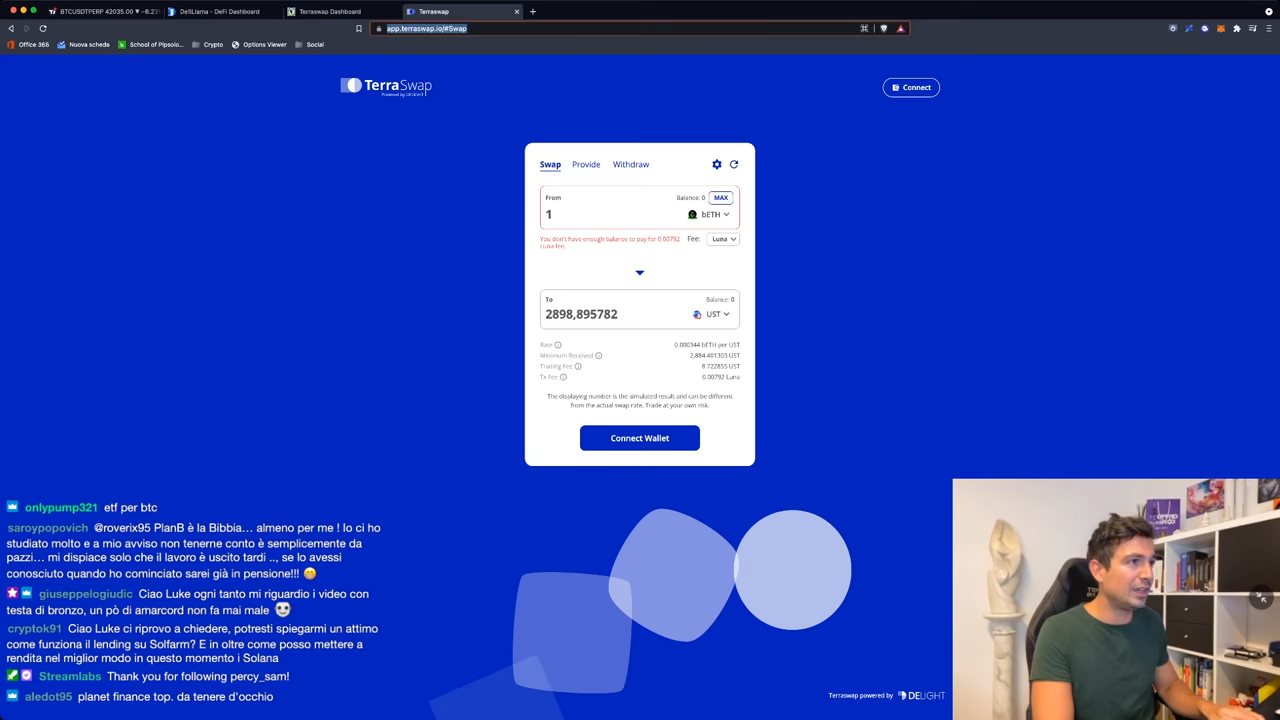 BTCUSDTPERP 42035.00 ▼ −6.23
DefiLlama - DeFi Dashboard
Terraswap Dashboard
Terraswap
app.terraswap.io/#Swap
Office 365
Nuova scheda
School of Pipsolo...
Crypto
Options Viewer
Social
TerraSwap
Powered by DELIGHT
Connect
Swap Provide Withdraw
From Balance: 0 MAX
1 bETH
You don't have enough balance to pay for 0.00792 Fee: Luna
Luna fee.
To Balance: 0
2898,895782 UST
Rate 0.000344 bETH per UST
Minimum Received 2,884.401303 UST
Trading Fee 8.722855 UST
Tx Fee 0.00792 Luna
The displaying number is the simulated result and can be different
from the actual swap rate. Trade at your own risk.
Connect Wallet
onlypump321 etf per btc
saroypopovich @roverix95 PlanB è la Bibbia... almeno per me ! Io ci ho
studiato molto e a mio avviso non tenerne conto è semplicemente da
pazzi... mi dispiace solo che il lavoro è uscito tardi .., se lo avessi
conosciuto quando ho cominciato sarei già in pensione!!! 🤭
giuseppelogiudic Ciao Luke ogni tanto mi riguardo i video con
testa di bronzo, un pò di amarcord non fa mai male
cryptok91 Ciao Luke ci riprovo a chiedere, potresti spiegarmi un attimo
come funziona il lending su Solfarm? E in oltre come posso mettere a
rendita nel miglior modo in questo momento i Solana
Streamlabs Thank you for following percy_sam!
aledot95 planet finance top. da tenere d'occhio
Terraswap powered by DELIGHT